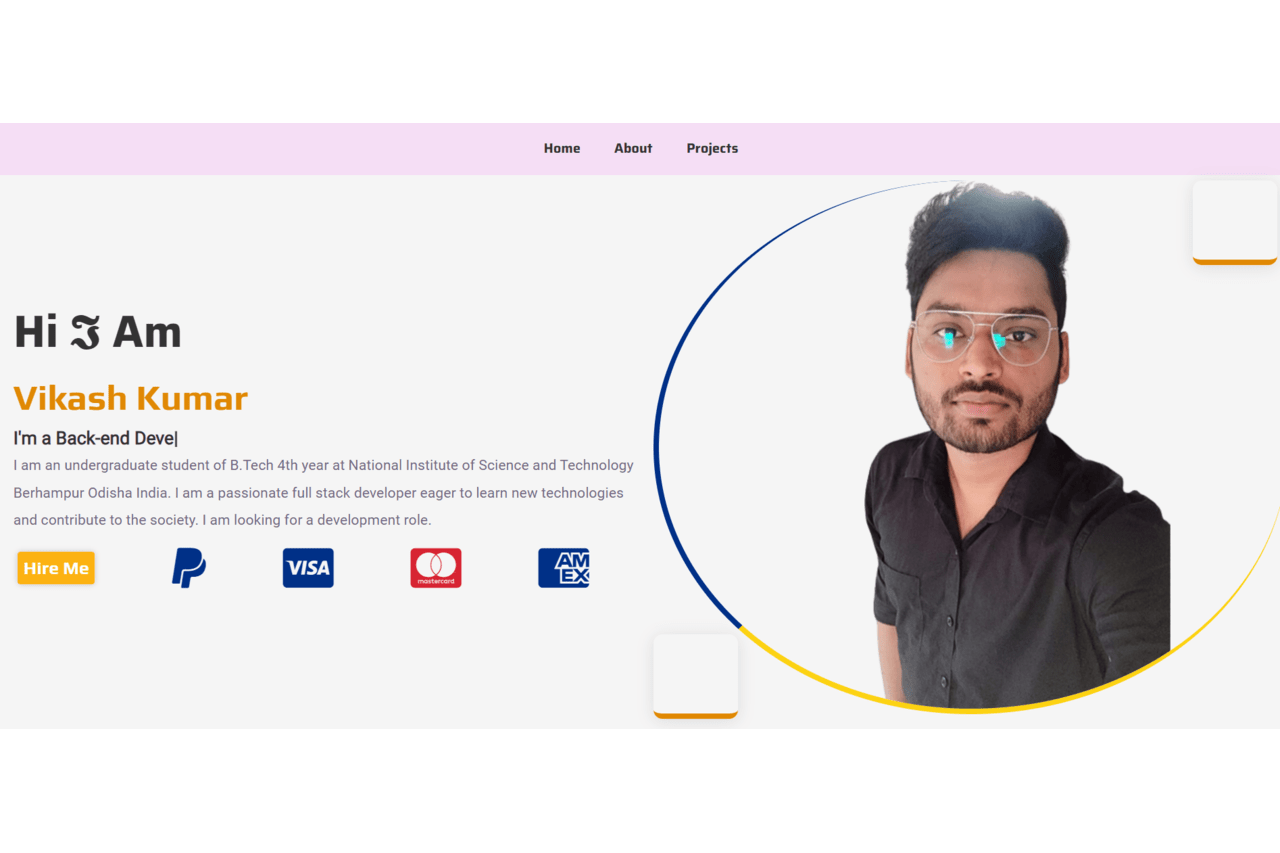 Home About Projects
Hi ℑ Am
Vikash Kumar
I'm a Back-end Deve|
I am an undergraduate student of B.Tech 4th year at National Institute of Science and Technology
Berhampur Odisha India. I am a passionate full stack developer eager to learn new technologies
and contribute to the society. I am looking for a development role.
Hire Me VISA mastercard AM
EX